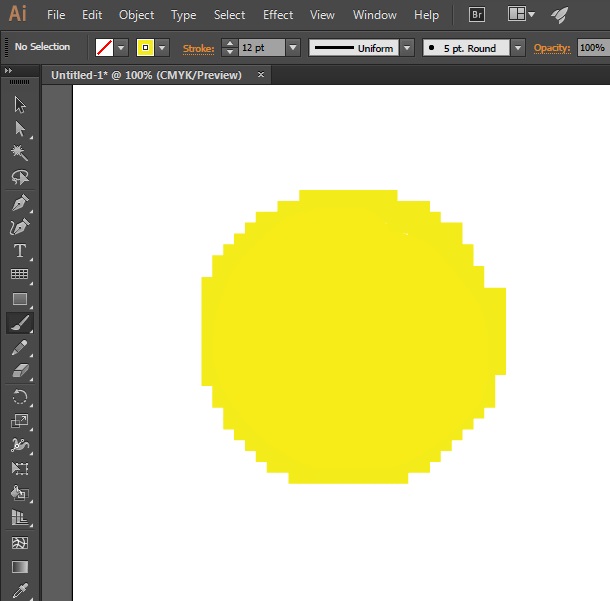 Ai File Edit Object Type Select Effect View Window Help Br
No Selection Stroke: 12 pt Uniform 5 pt. Round Opacity: 100%
Untitled-1* @ 100% (CMYK/Preview) ×
T